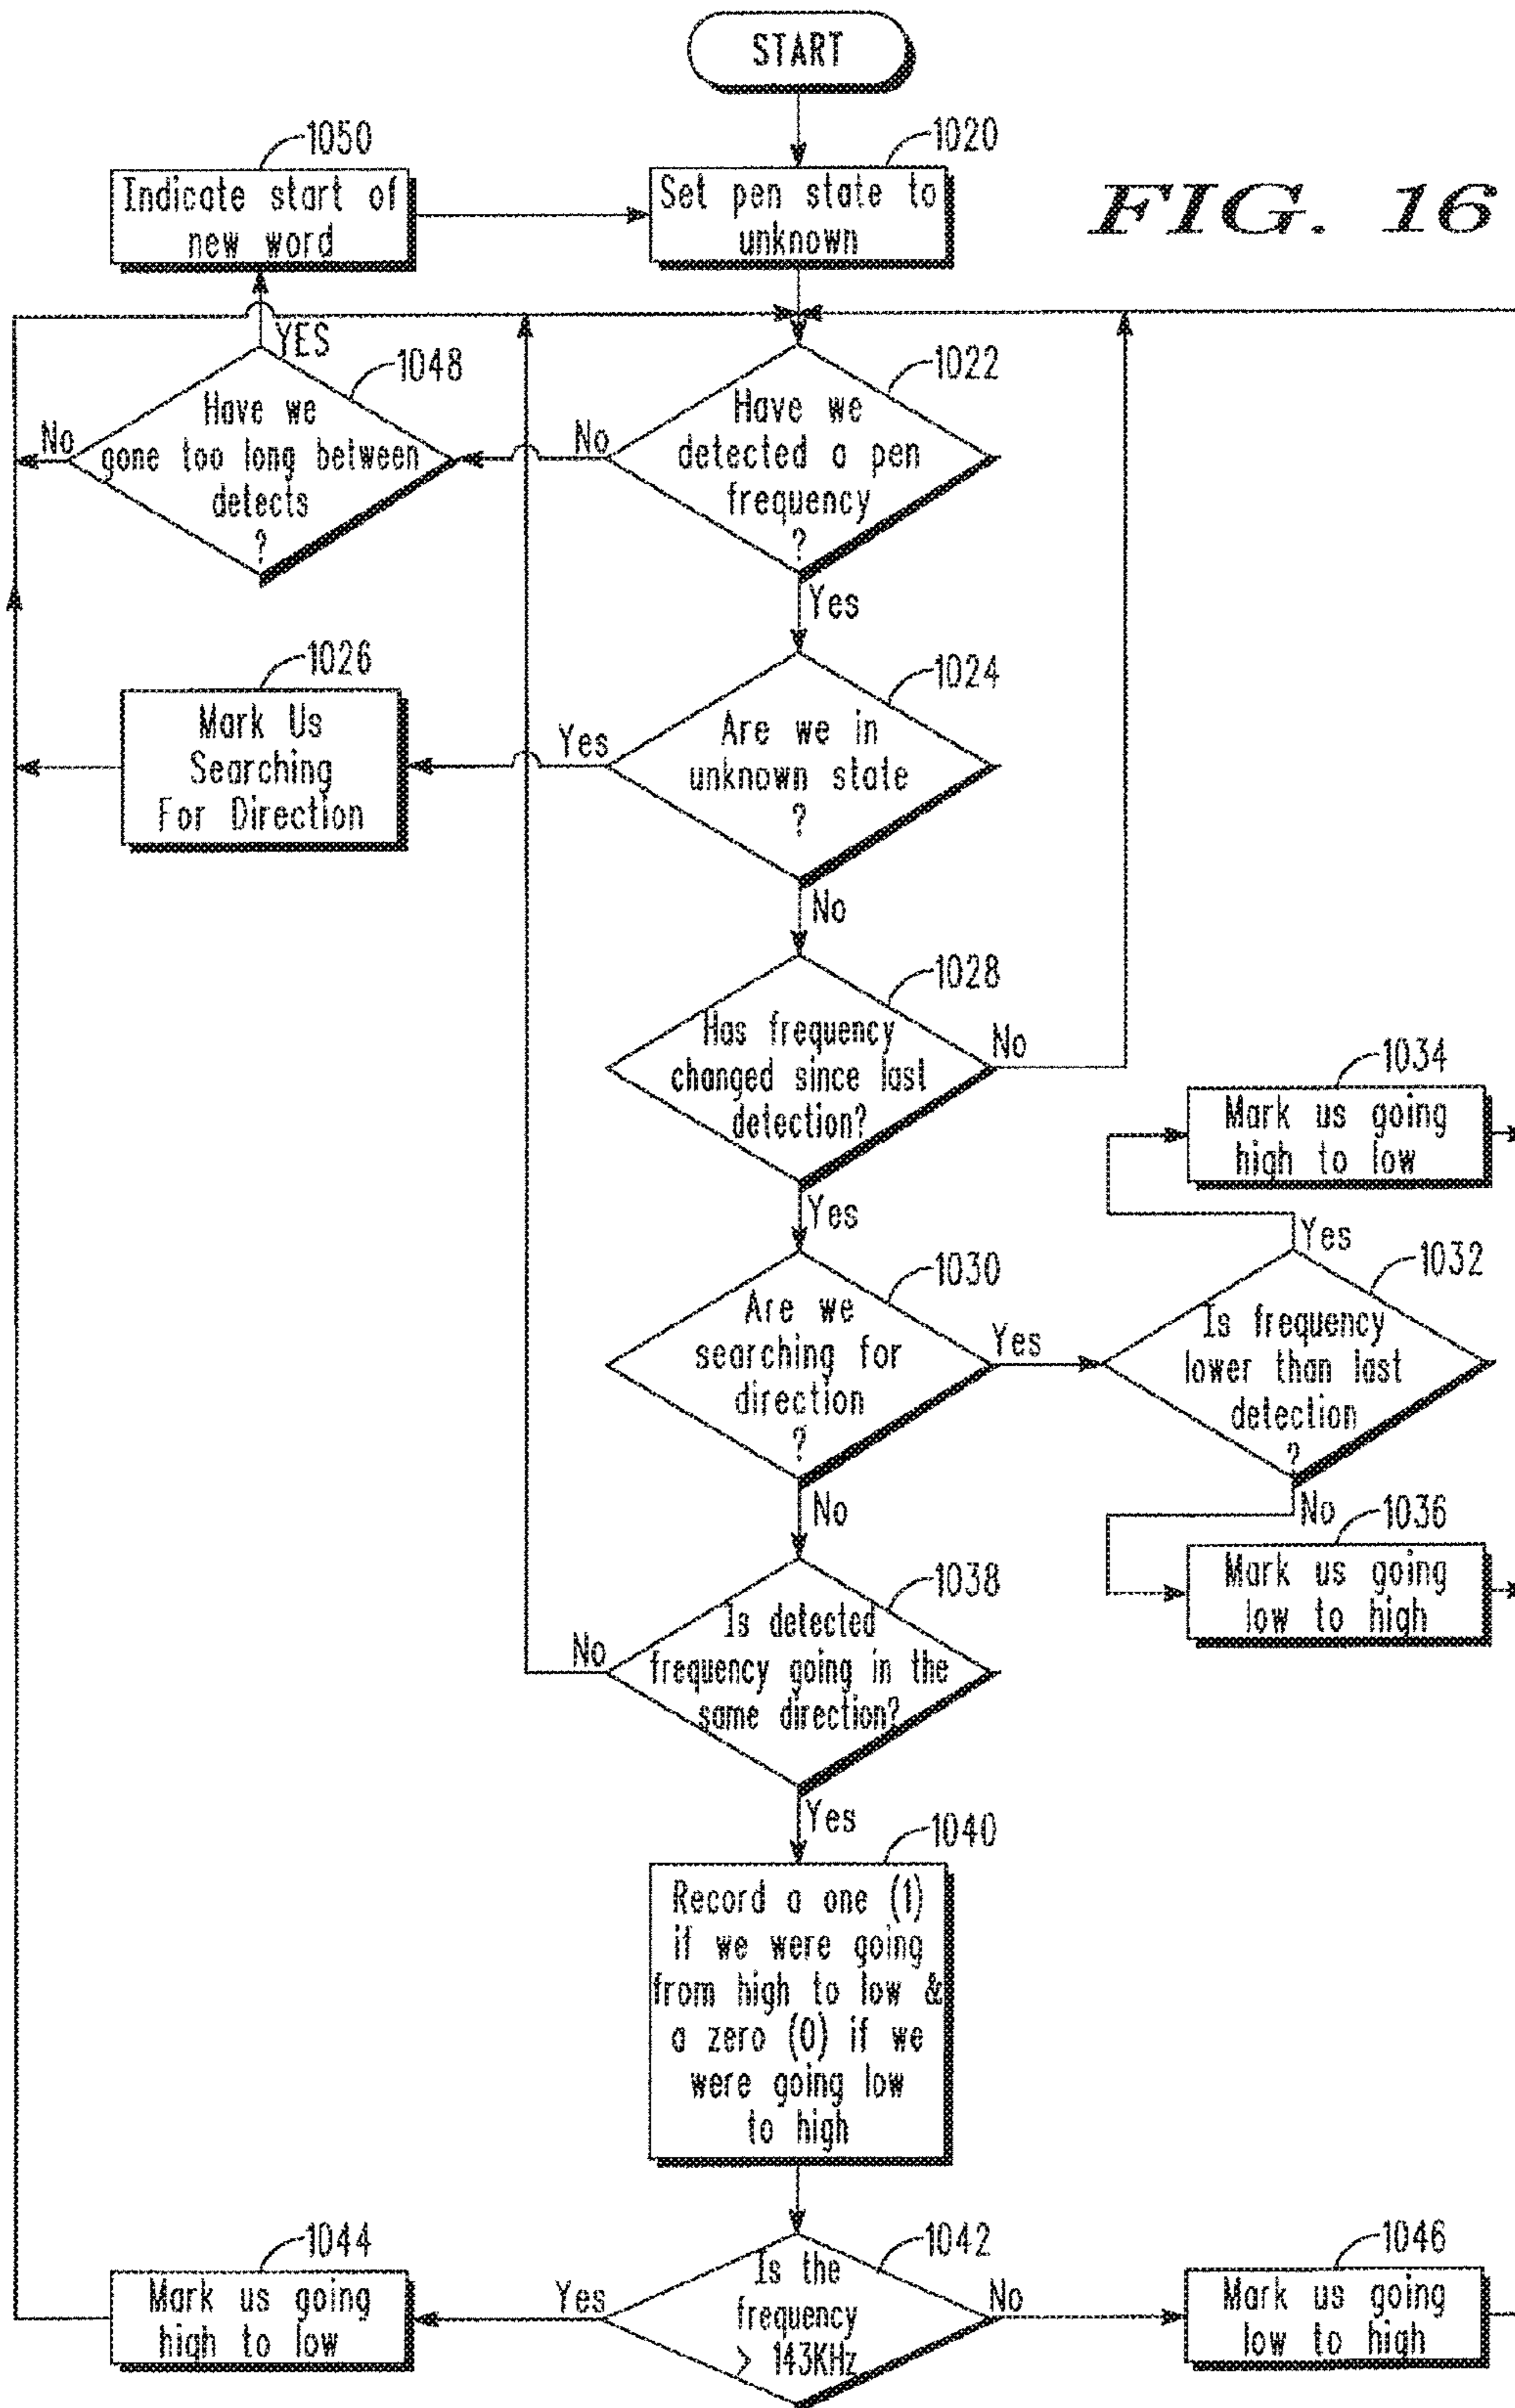 START
1050
Indicate start of
new word
1020
Set pen state to
unknown
FIG. 16
YES
1048
Have we
gone too long between
detects
?
No
1022
Have we
detected a pen
frequency
?
No
Yes
1026
Mark Us
Searching
For Direction
1024
Are we in
unknown state
?
Yes
No
1028
Has frequency
changed since last
detection?
No
Yes
1034
Mark us going
high to low
1030
Are we
searching for
direction
?
Yes
No
Yes
1032
Is frequency
lower than last
detection
?
No
1036
Mark us going
low to high
1038
Is detected
frequency going in the
same direction?
No
Yes
1040
Record a one (1)
if we were going
from high to low &
a zero (0) if we
were going low
to high
1044
Mark us going
high to low
1042
Is the
frequency
> 143KHz
Yes
No
1046
Mark us going
low to high